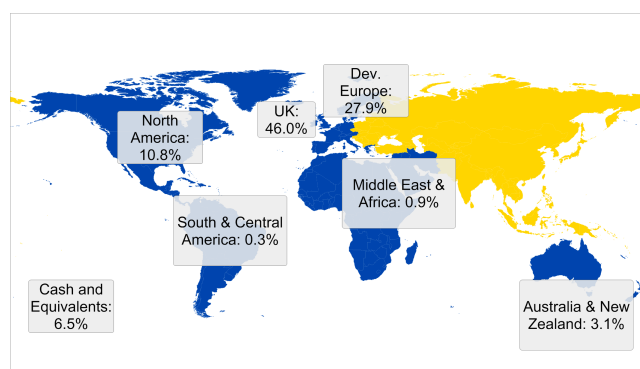 Dev.
Europe:
27.9%
UK:
46.0%
North
America:
10.8%
Middle East &
Africa: 0.9%
South & Central
America: 0.3%
Cash and
Equivalents:
6.5%
Australia & New
Zealand: 3.1%